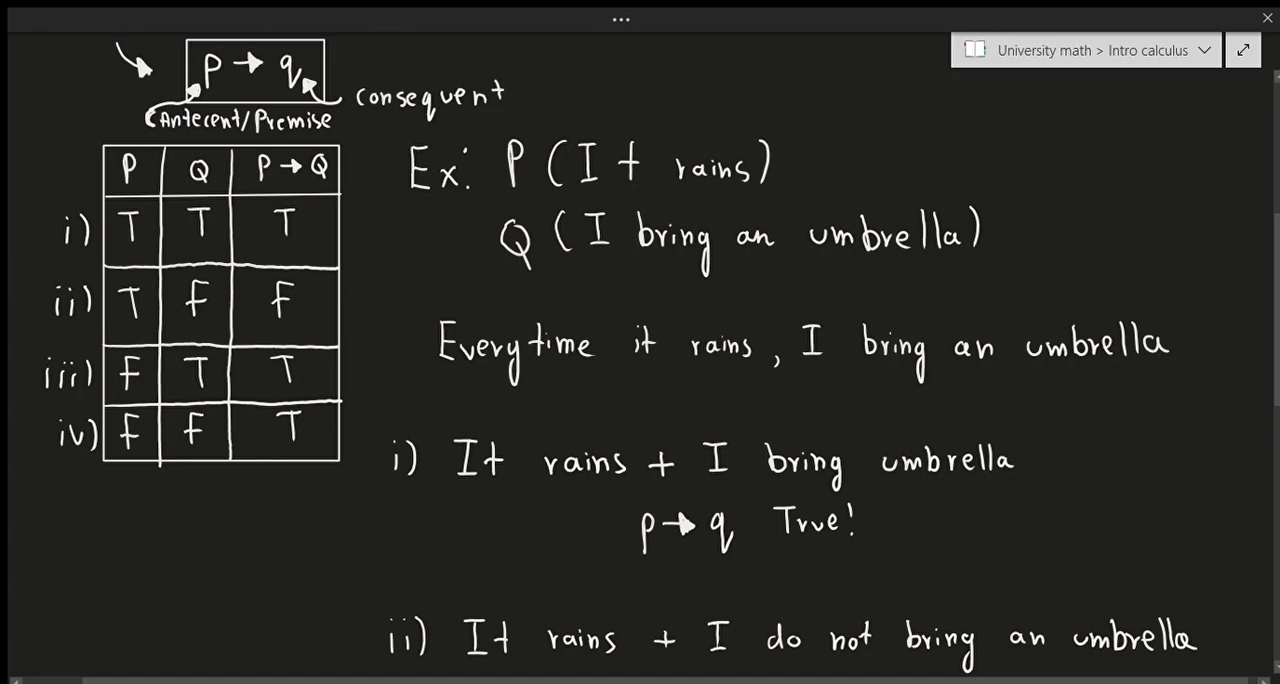 ...
University math > Intro calculus
p → q
consequent
Antecent/Premise
P Q P → Q
i) T T T
ii) T F F
iii) F T T
iv) F F T
Ex: P (It rains)
Q (I bring an umbrella)
Everytime it rains, I bring an umbrella
i) It rains + I bring umbrella
p → q True!
ii) It rains + I do not bring an umbrella